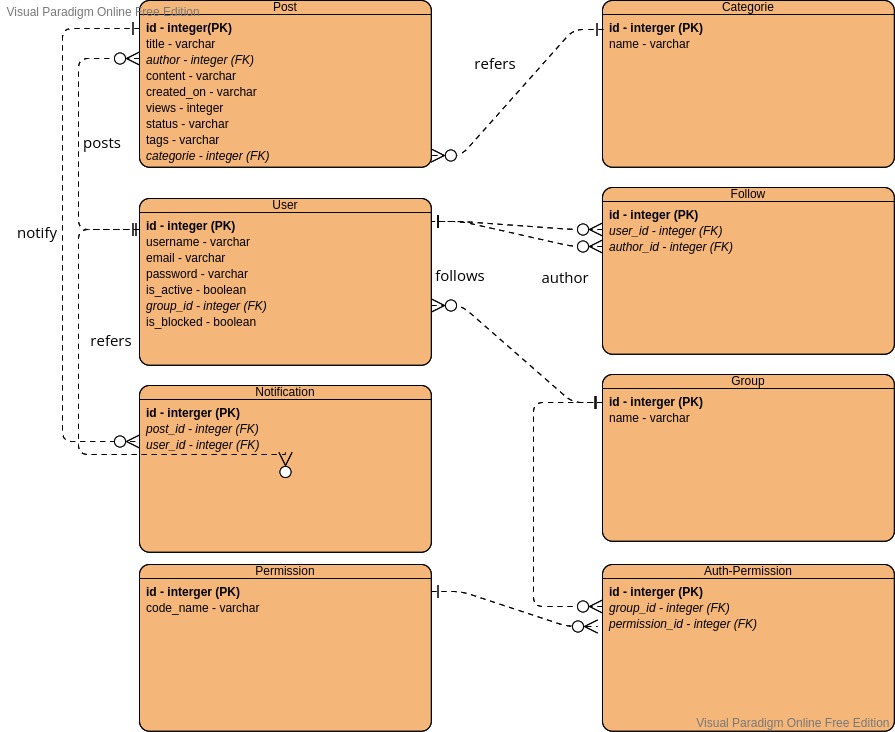 Visual Paradigm Online Free Edition
Post
id - integer(PK)
title - varchar
author - integer (FK)
content - varchar
created_on - varchar
views - integer
status - varchar
tags - varchar
categorie - integer (FK)
Categorie
id - interger (PK)
name - varchar
refers
posts
notify
User
id - integer (PK)
username - varchar
email - varchar
password - varchar
is_active - boolean
group_id - integer (FK)
is_blocked - boolean
Follow
id - integer (PK)
user_id - integer (FK)
author_id - integer (FK)
follows
author
refers
Notification
id - interger (PK)
post_id - integer (FK)
user_id - integer (FK)
Group
id - interger (PK)
name - varchar
Permission
id - interger (PK)
code_name - varchar
Auth-Permission
id - interger (PK)
group_id - integer (FK)
permission_id - integer (FK)
Visual Paradigm Online Free Edition